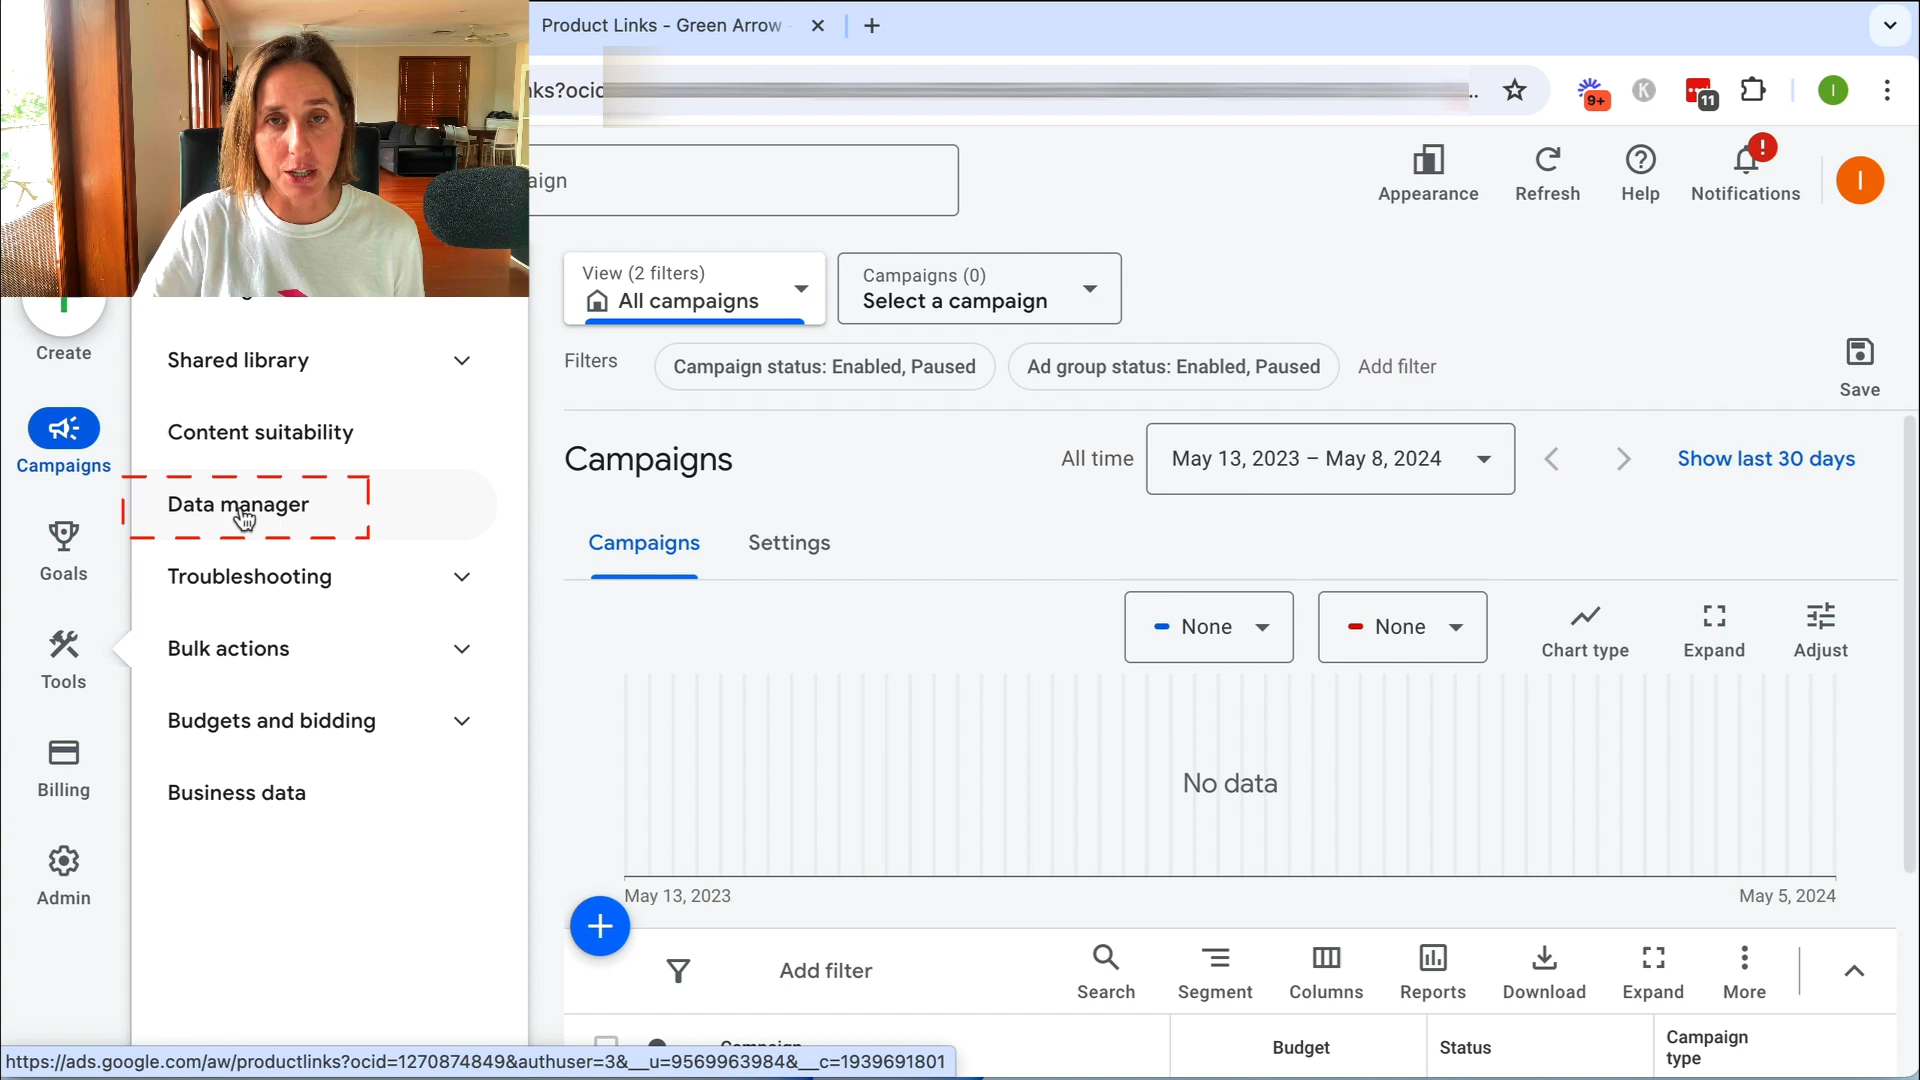 Product Links - Green Arrow -
ks?ocid
..
9+
K
11
I
aign
Appearance
Refresh
Help
!
Notifications
I
View (2 filters)
All campaigns
Campaigns (0)
Select a campaign
Create
Shared library
Filters
Campaign status: Enabled, Paused
Ad group status: Enabled, Paused
Add filter
Save
Campaigns
Content suitability
Campaigns
All time
May 13, 2023 – May 8, 2024
Show last 30 days
Data manager
Goals
Campaigns
Settings
Troubleshooting
None
None
Chart type
Expand
Adjust
Tools
Bulk actions
Budgets and bidding
Billing
Business data
No data
Admin
May 13, 2023
May 5, 2024
Add filter
Search
Segment
Columns
Reports
Download
Expand
More
Campaign
Budget
Status
Campaign
type
https://ads.google.com/aw/productlinks?ocid=1270874849&authuser=3&__u=9569963984&__c=1939691801